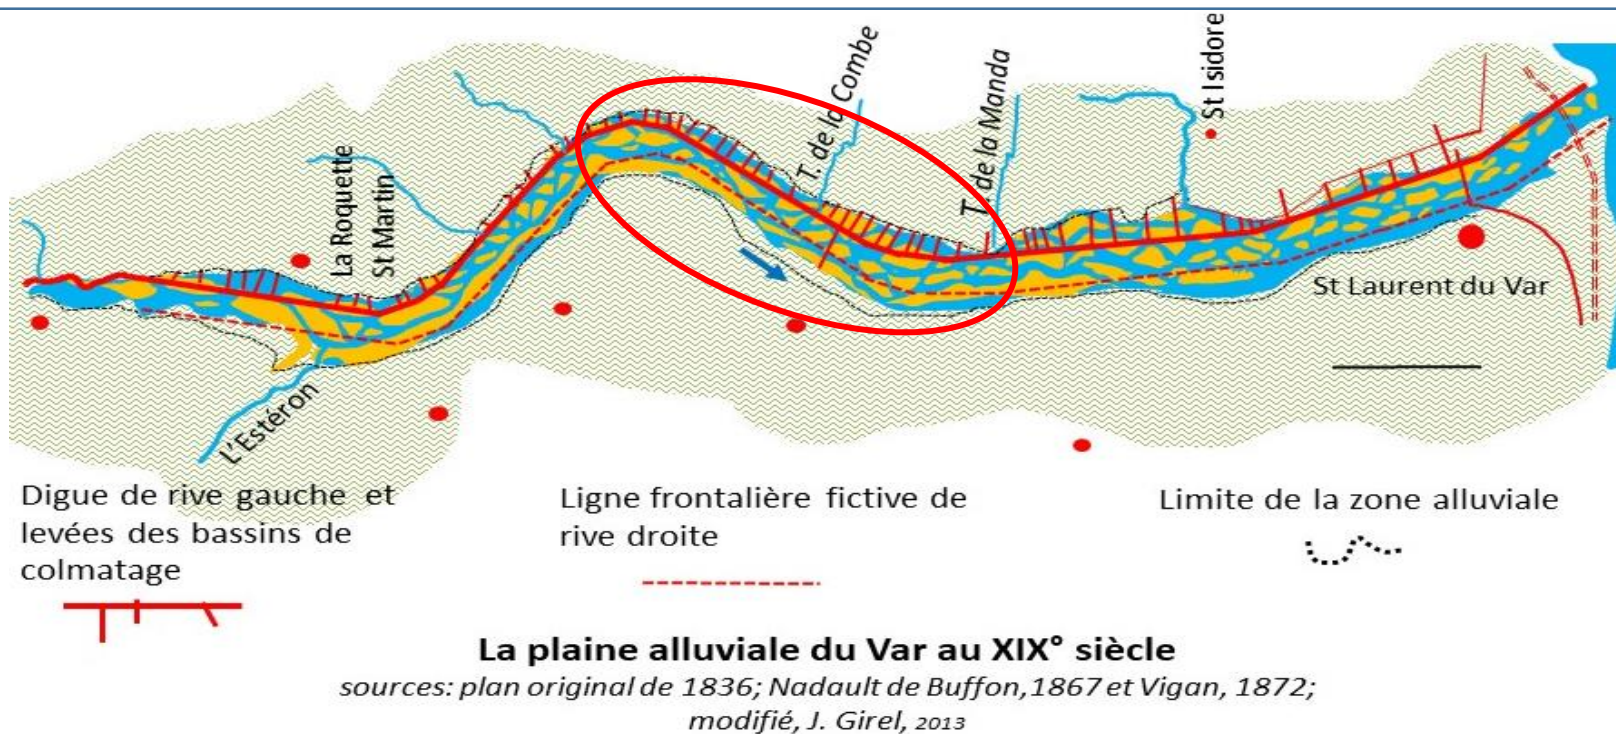 La Roquette
St Martin
T. de la Combe
T. de la Manda
St Isidore
St Laurent du Var
L'Estéron
Digue de rive gauche et
levées des bassins de
colmatage
Ligne frontalière fictive de
rive droite
Limite de la zone alluviale
La plaine alluviale du Var au XIX° siècle
sources: plan original de 1836; Nadault de Buffon,1867 et Vigan, 1872;
modifié, J. Girel, 2013